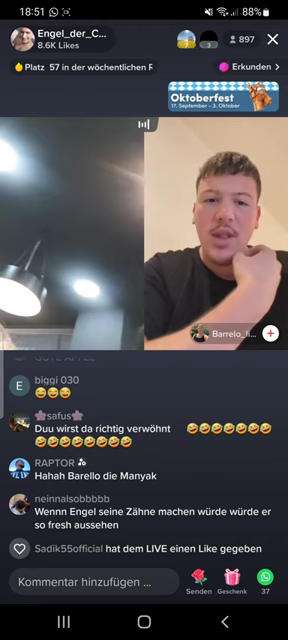 18:51
88%
Engel_der_C...
8.6K Likes
3
897
Platz 57 in der wöchentlichen R
Erkunden
Oktoberfest
17. September - 3. Oktober
Barrelo_li...
GUTE ÄPFEL
biggi 030
😂😂😂
🌸safus🌸
Duu wirst da richtig verwöhnt 🤣🤣🤣🤣🤣🤣🤣
🤣🤣🤣🤣🤣🤣🤣🤣
RAPTOR
Hahah Barello die Manyak
neinnalsobbbbb
Wennn Engel seine Zähne machen würde würde er
so fresh aussehen
Sadik55official hat dem LIVE einen Like gegeben
Kommentar hinzufügen ...
Senden
Geschenk
37